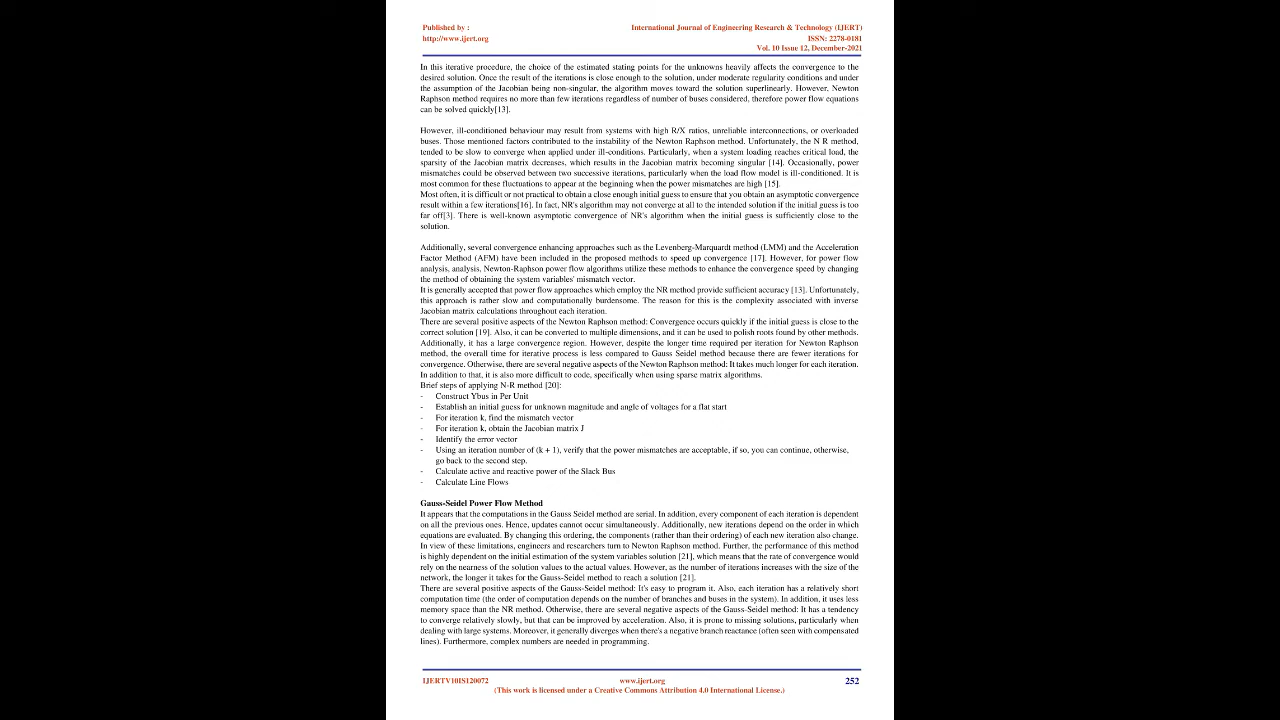 Published by :
International Journal of Engineering Research & Technology (IJERT)
http://www.ijert.org
ISSN: 2278-0181
Vol. 10 Issue 12, December-2021
In this iterative procedure, the choice of the estimated stating points for the unknowns heavily affects the convergence to the
desired solution. Once the result of the iterations is close enough to the solution, under moderate regularity conditions and under
the assumption of the Jacobian being non-singular, the algorithm moves toward the solution superlinearly. However, Newton
Raphson method requires no more than few iterations regardless of number of buses considered, therefore power flow equations
can be solved quickly[13].
However, ill-conditioned behaviour may result from systems with high R/X ratios, unreliable interconnections, or overloaded
buses. Those mentioned factors contributed to the instability of the Newton Raphson method. Unfortunately, the N R method,
tended to be slow to converge when applied under ill-conditions. Particularly, when a system loading reaches critical load, the
sparsity of the Jacobian matrix decreases, which results in the Jacobian matrix becoming singular [14]. Occasionally, power
mismatches could be observed between two successive iterations, particularly when the load flow model is ill-conditioned. It is
most common for these fluctuations to appear at the beginning when the power mismatches are high [15].
Most often, it is difficult or not practical to obtain a close enough initial guess to ensure that you obtain an asymptotic convergence
result within a few iterations[16]. In fact, NR's algorithm may not converge at all to the intended solution if the initial guess is too
far off[3]. There is well-known asymptotic convergence of NR's algorithm when the initial guess is sufficiently close to the
solution.
Additionally, several convergence enhancing approaches such as the Levenberg-Marquardt method (LMM) and the Acceleration
Factor Method (AFM) have been included in the proposed methods to speed up convergence [17]. However, for power flow
analysis, analysis, Newton-Raphson power flow algorithms utilize these methods to enhance the convergence speed by changing
the method of obtaining the system variables' mismatch vector.
It is generally accepted that power flow approaches which employ the NR method provide sufficient accuracy [13]. Unfortunately,
this approach is rather slow and computationally burdensome. The reason for this is the complexity associated with inverse
Jacobian matrix calculations throughout each iteration.
There are several positive aspects of the Newton Raphson method: Convergence occurs quickly if the initial guess is close to the
correct solution [19]. Also, it can be converted to multiple dimensions, and it can be used to polish roots found by other methods.
Additionally, it has a large convergence region. However, despite the longer time required per iteration for Newton Raphson
method, the overall time for iterative process is less compared to Gauss Seidel method because there are fewer iterations for
convergence. Otherwise, there are several negative aspects of the Newton Raphson method: It takes much longer for each iteration.
In addition to that, it is also more difficult to code, specifically when using sparse matrix algorithms.
Brief steps of applying N-R method [20]:
- Construct Ybus in Per Unit
- Establish an initial guess for unknown magnitude and angle of voltages for a flat start
- For iteration k, find the mismatch vector
- For iteration k, obtain the Jacobian matrix J
- Identify the error vector
- Using an iteration number of (k + 1), verify that the power mismatches are acceptable, if so, you can continue, otherwise,
go back to the second step.
- Calculate active and reactive power of the Slack Bus
- Calculate Line Flows
Gauss-Seidel Power Flow Method
It appears that the computations in the Gauss Seidel method are serial. In addition, every component of each iteration is dependent
on all the previous ones. Hence, updates cannot occur simultaneously. Additionally, new iterations depend on the order in which
equations are evaluated. By changing this ordering, the components (rather than their ordering) of each new iteration also change.
In view of these limitations, engineers and researchers turn to Newton Raphson method. Further, the performance of this method
is highly dependent on the initial estimation of the system variables solution [21], which means that the rate of convergence would
rely on the nearness of the solution values to the actual values. However, as the number of iterations increases with the size of the
network, the longer it takes for the Gauss-Seidel method to reach a solution [21].
There are several positive aspects of the Gauss-Seidel method: It's easy to program it. Also, each iteration has a relatively short
computation time (the order of computation depends on the number of branches and buses in the system). In addition, it uses less
memory space than the NR method. Otherwise, there are several negative aspects of the Gauss-Seidel method: It has a tendency
to converge relatively slowly, but that can be improved by acceleration. Also, it is prone to missing solutions, particularly when
dealing with large systems. Moreover, it generally diverges when there's a negative branch reactance (often seen with compensated
lines). Furthermore, complex numbers are needed in programming.
IJERTV10IS120072
www.ijert.org
252
(This work is licensed under a Creative Commons Attribution 4.0 International License.)